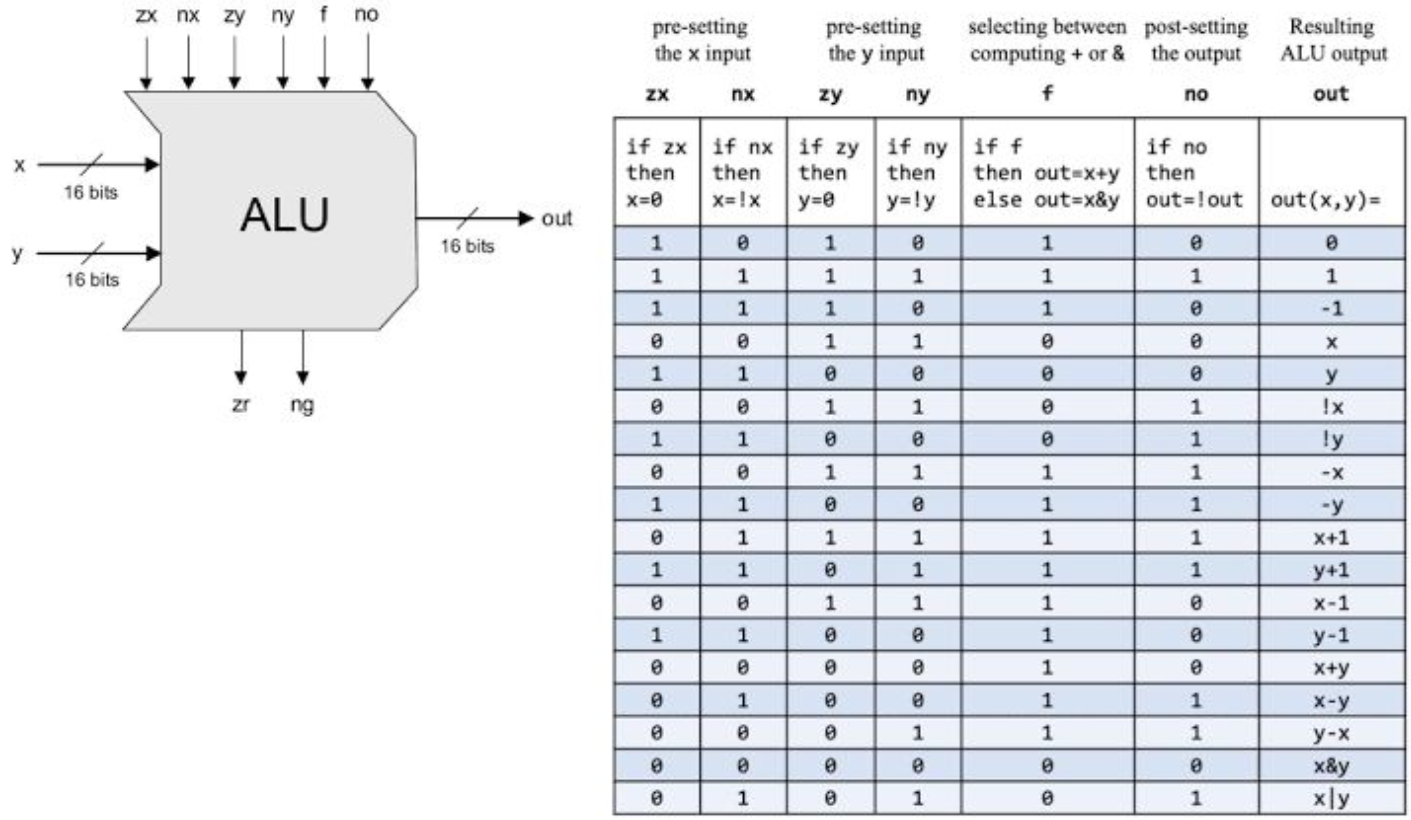 zx nx zy ny f no
x
16 bits
y
16 bits
ALU
16 bits
out
zr ng
pre-setting the x input
pre-setting the y input
selecting between computing + or &
post-setting the output
Resulting ALU output
zx nx zy ny f no out
if zx then x=0
if nx then x=!x
if zy then y=0
if ny then y=!y
if f then out=x+y else out=x&y
if no then out=!out
out(x,y)=
1 0 1 0 1 0 0
1 1 1 1 1 1 1
1 1 1 0 1 0 -1
0 0 1 1 0 0 x
1 1 0 0 0 0 y
0 0 1 1 0 1 !x
1 1 0 0 0 1 !y
0 0 1 1 1 1 -x
1 1 0 0 1 1 -y
0 1 1 1 1 1 x+1
1 1 0 1 1 1 y+1
0 0 1 1 1 0 x-1
1 1 0 0 1 0 y-1
0 0 0 0 1 0 x+y
0 1 0 0 1 1 x-y
0 0 0 1 1 1 y-x
0 0 0 0 0 0 x&y
0 1 0 1 0 1 x|y